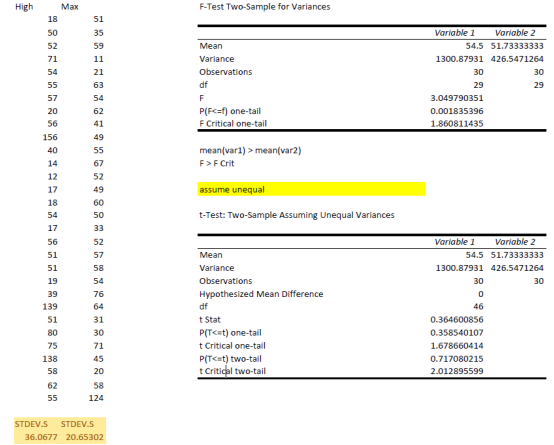 High Max
18 51
50 35
52 59
71 11
54 21
55 63
57 54
20 62
56 41
156 49
40 55
14 67
12 52
17 49
18 60
54 50
17 33
56 52
51 57
51 58
19 54
39 76
139 64
51 31
80 30
75 71
138 45
58 20
62 58
55 124
STDEV.S STDEV.S
36.0677 20.65302
F-Test Two-Sample for Variances
Variable 1 Variable 2
Mean 54.5 51.73333333
Variance 1300.87931 426.5471264
Observations 30 30
df 29 29
F 3.049790351
P(F<=f) one-tail 0.001835396
F Critical one-tail 1.860811435
mean(var1) > mean(var2)
F > F Crit
assume unequal
t-Test: Two-Sample Assuming Unequal Variances
Variable 1 Variable 2
Mean 54.5 51.73333333
Variance 1300.87931 426.5471264
Observations 30 30
Hypothesized Mean Difference 0
df 46
t Stat 0.364600856
P(T<=t) one-tail 0.358540107
t Critical one-tail 1.678660414
P(T<=t) two-tail 0.717080215
t Critical two-tail 2.012895599